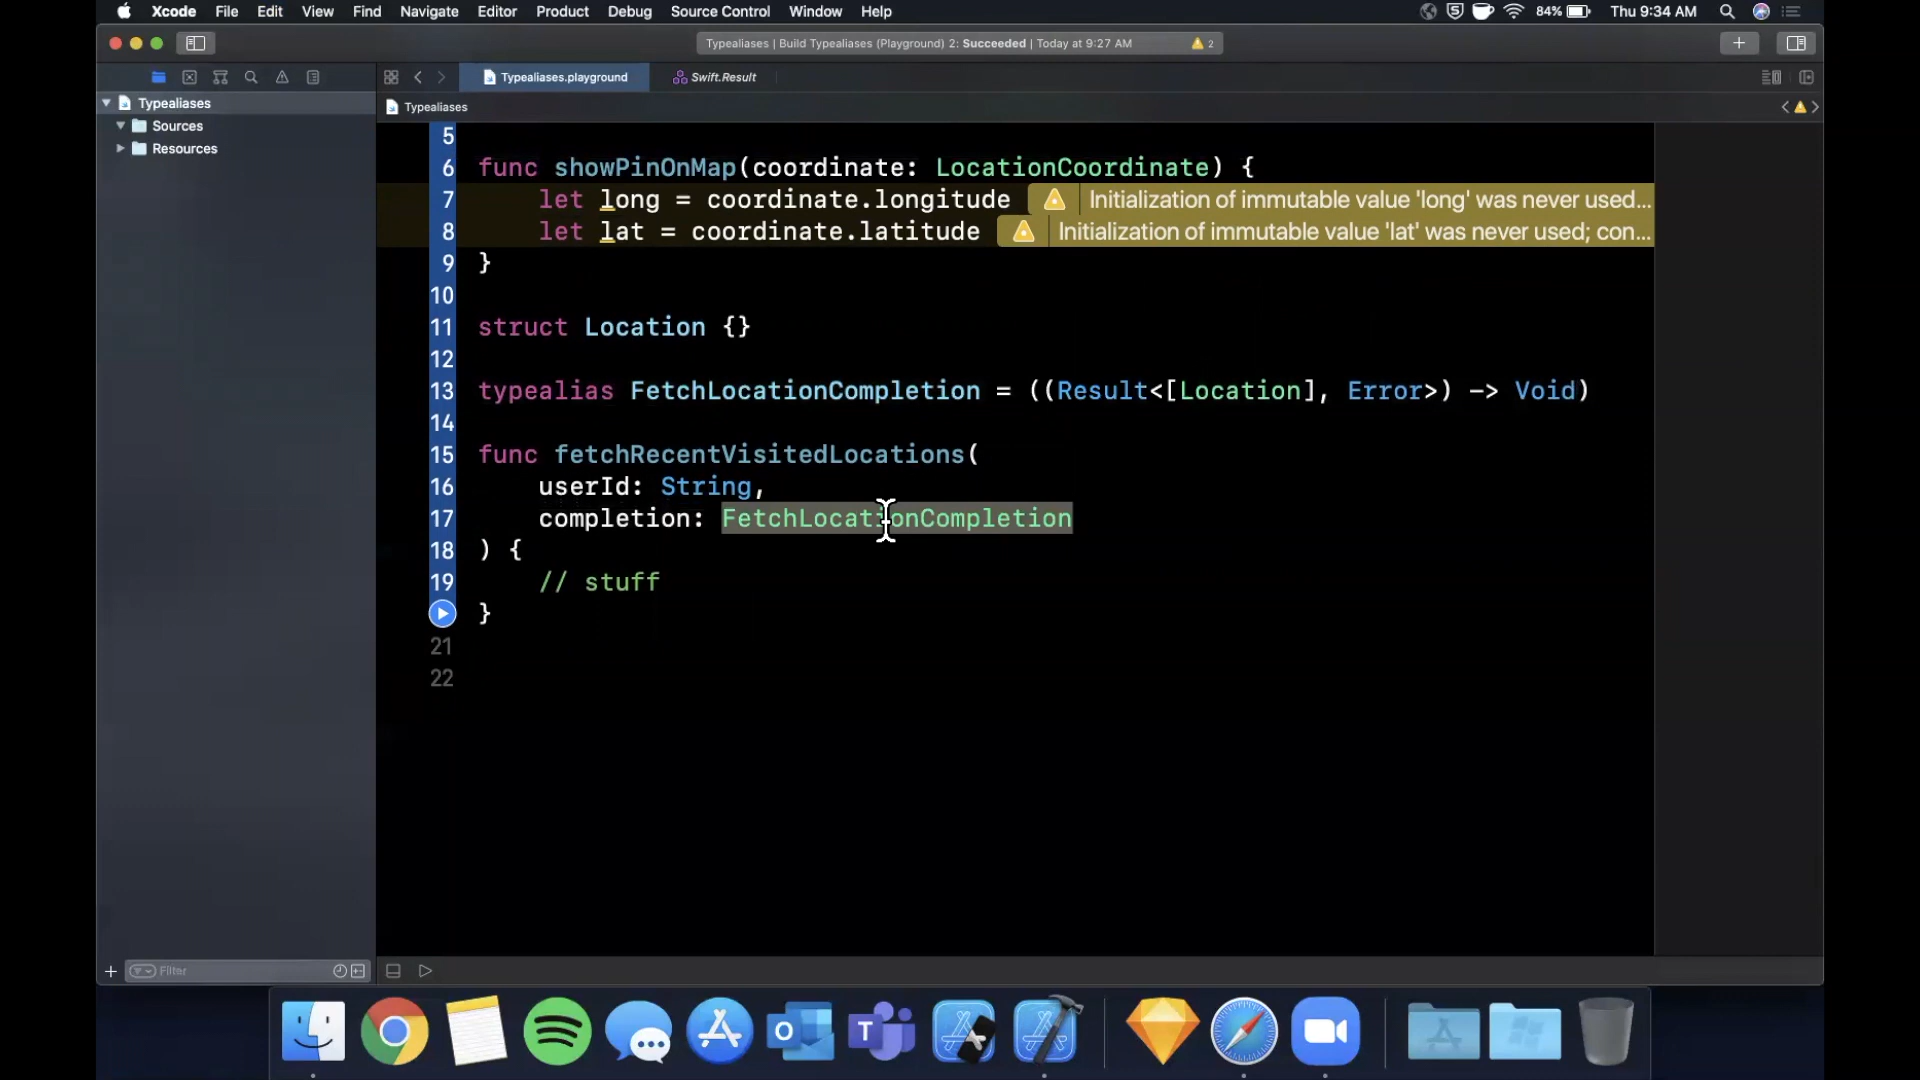 Xcode File Edit View Find Navigate Editor Product Debug Source Control Window Help 84% Thu 9:34 AM
Typealiases | Build Typealiases (Playground) 2: Succeeded | Today at 9:27 AM 2
Typealiases.playground Swift.Result
Typealiases
Typealiases
Sources
Resources
5
6 func showPinOnMap(coordinate: LocationCoordinate) {
7 let long = coordinate.longitude Initialization of immutable value 'long' was never used...
8 let lat = coordinate.latitude Initialization of immutable value 'lat' was never used; con...
9 }
10
11 struct Location {}
12
13 typealias FetchLocationCompletion = ((Result<[Location], Error>) -> Void)
14
15 func fetchRecentVisitedLocations(
16 userId: String,
17 completion: FetchLocationCompletion
18 ) {
19 // stuff
}
21
22
Filter